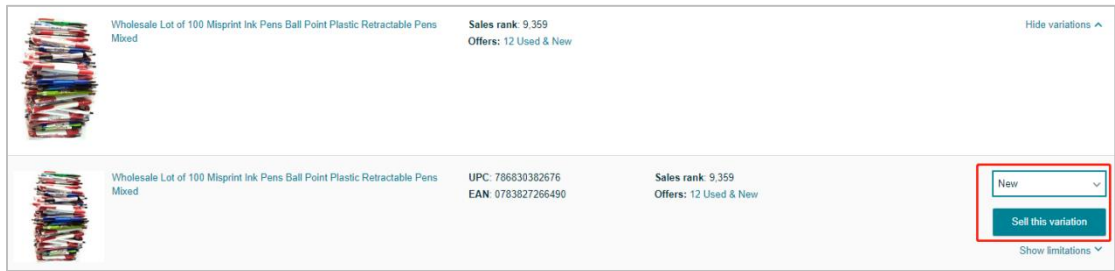 Wholesale Lot of 100 Misprint Ink Pens Ball Point Plastic Retractable Pens
Mixed
Sales rank: 9,359
Offers: 12 Used & New
Hide variations
Wholesale Lot of 100 Misprint Ink Pens Ball Point Plastic Retractable Pens
Mixed
UPC: 786830382676
EAN: 0783827266490
Sales rank: 9,359
Offers: 12 Used & New
New
Sell this variation
Show limitations